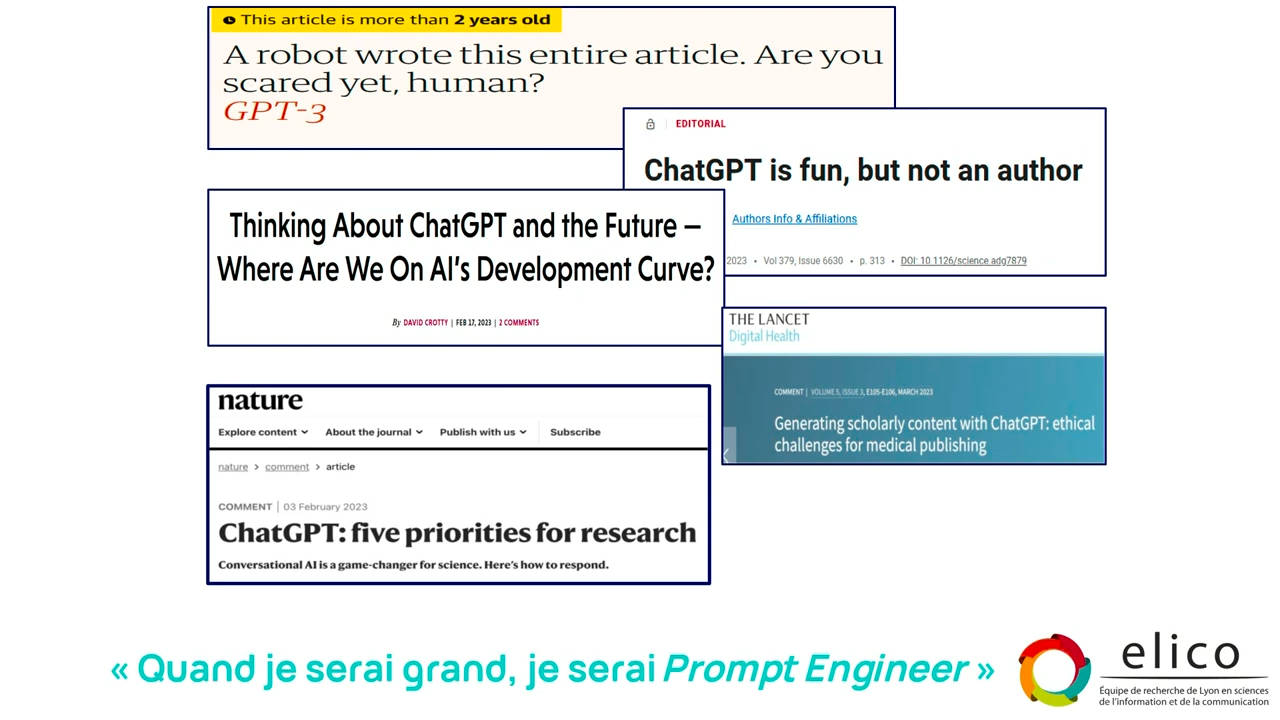 This article is more than 2 years old
A robot wrote this entire article. Are you
scared yet, human?
GPT-3
EDITORIAL
ChatGPT is fun, but not an author
Authors Info & Affiliations
2023 • Vol 379, Issue 6630 • p. 313 • DOI: 10.1126/science.adg7879
Thinking About ChatGPT and the Future –
Where Are We On AI's Development Curve?
By DAVID CROTTY | FEB 17, 2023 | 2 COMMENTS
THE LANCET
Digital Health
COMMENT | VOLUME 5, ISSUE 3, E105-E106, MARCH 2023
Generating scholarly content with ChatGPT: ethical
challenges for medical publishing
nature
Explore content About the journal Publish with us Subscribe
nature > comment > article
COMMENT | 03 February 2023
ChatGPT: five priorities for research
Conversational AI is a game-changer for science. Here's how to respond.
« Quand je serai grand, je serai Prompt Engineer »
elico
Équipe de recherche de Lyon en sciences
de l'information et de la communication